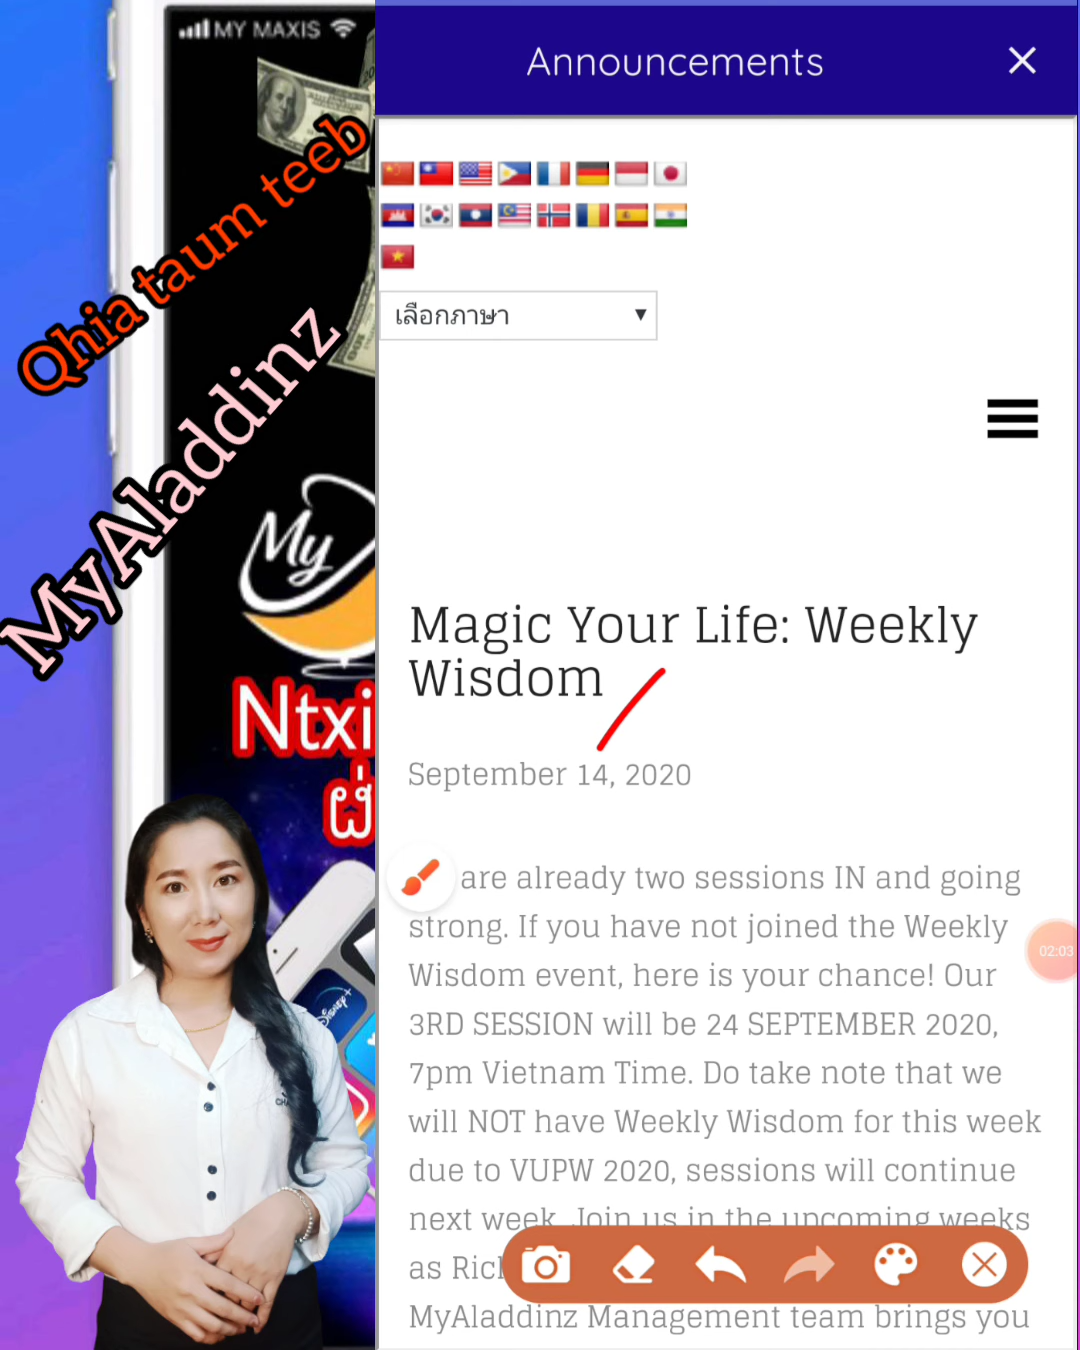 MY MAXIS
Announcements
Qhia taum teeb
MyAladdinz
เลือกภาษา
My
Magic Your Life: Weekly
Wisdom
September 14, 2020
are already two sessions IN and going
strong. If you have not joined the Weekly
Wisdom event, here is your chance! Our
3RD SESSION will be 24 SEPTEMBER 2020,
7pm Vietnam Time. Do take note that we
will NOT have Weekly Wisdom for this week
due to VUPW 2020, sessions will continue
next week. Join us in the upcoming weeks
as
MyAladdinz Management team brings you
Ntxi
Disney+
02:03